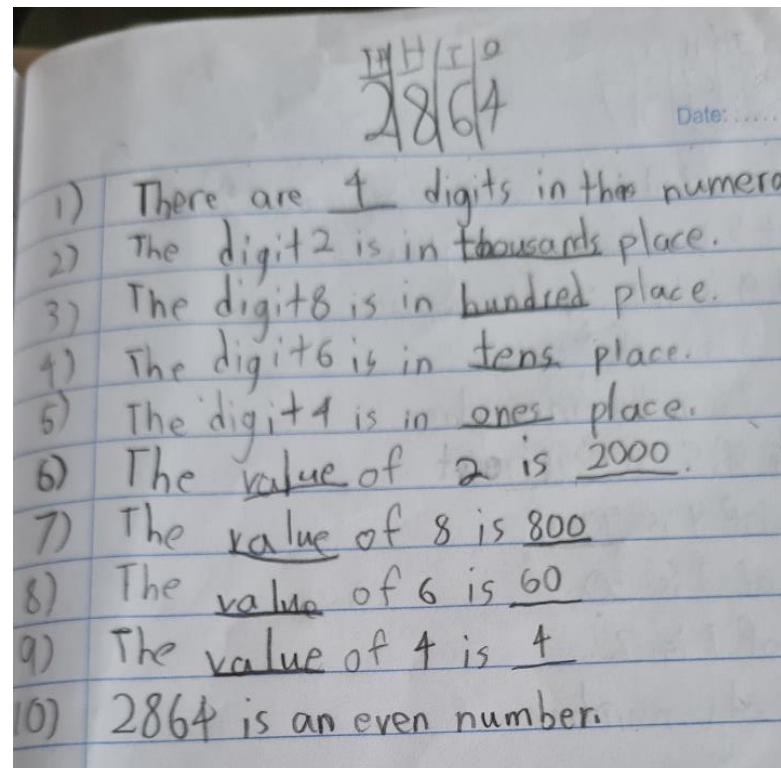 TH H T O
2 8 6 4
Date: ......
1) There are 4 digits in this numera
2) The digit 2 is in thousands place.
3) The digit 8 is in hundred place.
4) The digit 6 is in tens place.
5) The digit 4 is in ones place.
6) The value of 2 is 2000.
7) The value of 8 is 800
8) The value of 6 is 60
9) The value of 4 is 4
10) 2864 is an even number.